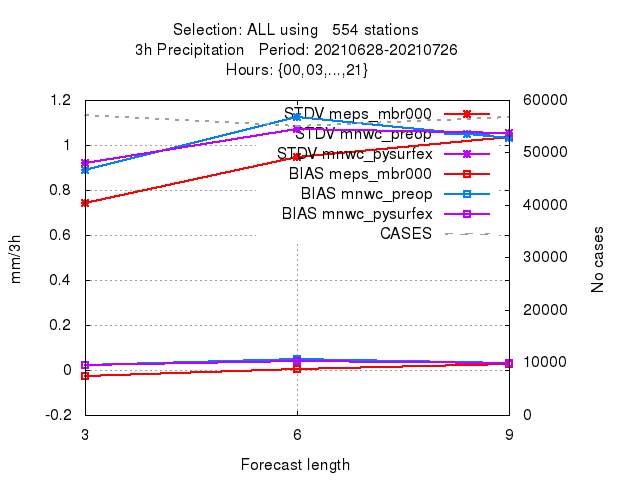 Selection: ALL using   554 stations
3h Precipitation   Period: 20210628-20210726
Hours: {00,03,...,21}
1.2
1
0.8
0.6
0.4
0.2
0
-0.2
mm/3h
STDV meps_mbr000
STDV mnwc_preop
STDV mnwc_pysurfex
BIAS meps_mbr000
BIAS mnwc_preop
BIAS mnwc_pysurfex
CASES
60000
50000
40000
30000
20000
10000
0
No cases
3 6 9
Forecast length